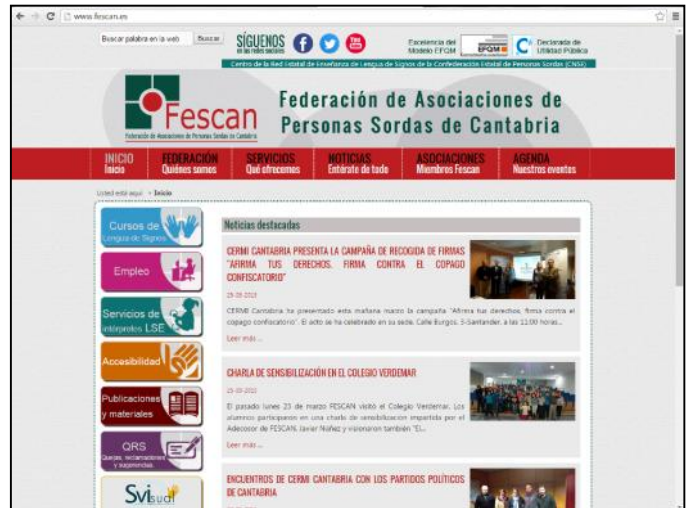 www.fescan.es
Buscar palabra en la web
Buscar
SÍGUENOS
en las redes sociales
You
Excelencia del
Modelo EFQM
EFQM
Declarada de
Utilidad Pública
Centro de la Red Estatal de Enseñanza de Lengua de Signos de la Confederación Estatal de Personas Sordas (CNSE)
Fescan
Federación de Asociaciones de Personas Sordas de Cantabria
Federación de Asociaciones de
Personas Sordas de Cantabria
INICIO
Inicio
FEDERACIÓN
Quiénes somos
SERVICIOS
Qué ofrecemos
NOTICIAS
Entérate de todo
ASOCIACIONES
Miembros Fescan
AGENDA
Nuestros eventos
Usted está aquí
Inicio
Cursos de
Lengua de Signos
Empleo
Servicios de
intérpretes LSE
Accesibilidad
Publicaciones
y materiales
QRS
Quejas, reclamaciones
y sugerencias
SVIsual
Noticias destacadas
CERMI CANTABRIA PRESENTA LA CAMPAÑA DE RECOGIDA DE FIRMAS
"AFIRMA TUS DERECHOS. FIRMA CONTRA EL COPAGO
CONFISCATORIO"
CERMI Cantabria ha presentado esta mañana marzo la campaña "Afirma tus derechos, firma contra el
copago confiscatorio". El acto se ha celebrado en su sede, Calle Burgos, 5-Santander, a las 11:00 horas...
Leer más ...
CHARLA DE SENSIBILIZACIÓN EN EL COLEGIO VERDEMAR
El pasado lunes 23 de marzo FESCAN visitó el Colegio Verdemar. Los
alumnos participaron en una charla de sensibilización impartida por el
Adecosor de FESCAN, Javier Núñez y visionaron también "El...
Leer más ...
ENCUENTROS DE CERMI CANTABRIA CON LOS PARTIDOS POLÍTICOS
DE CANTABRIA